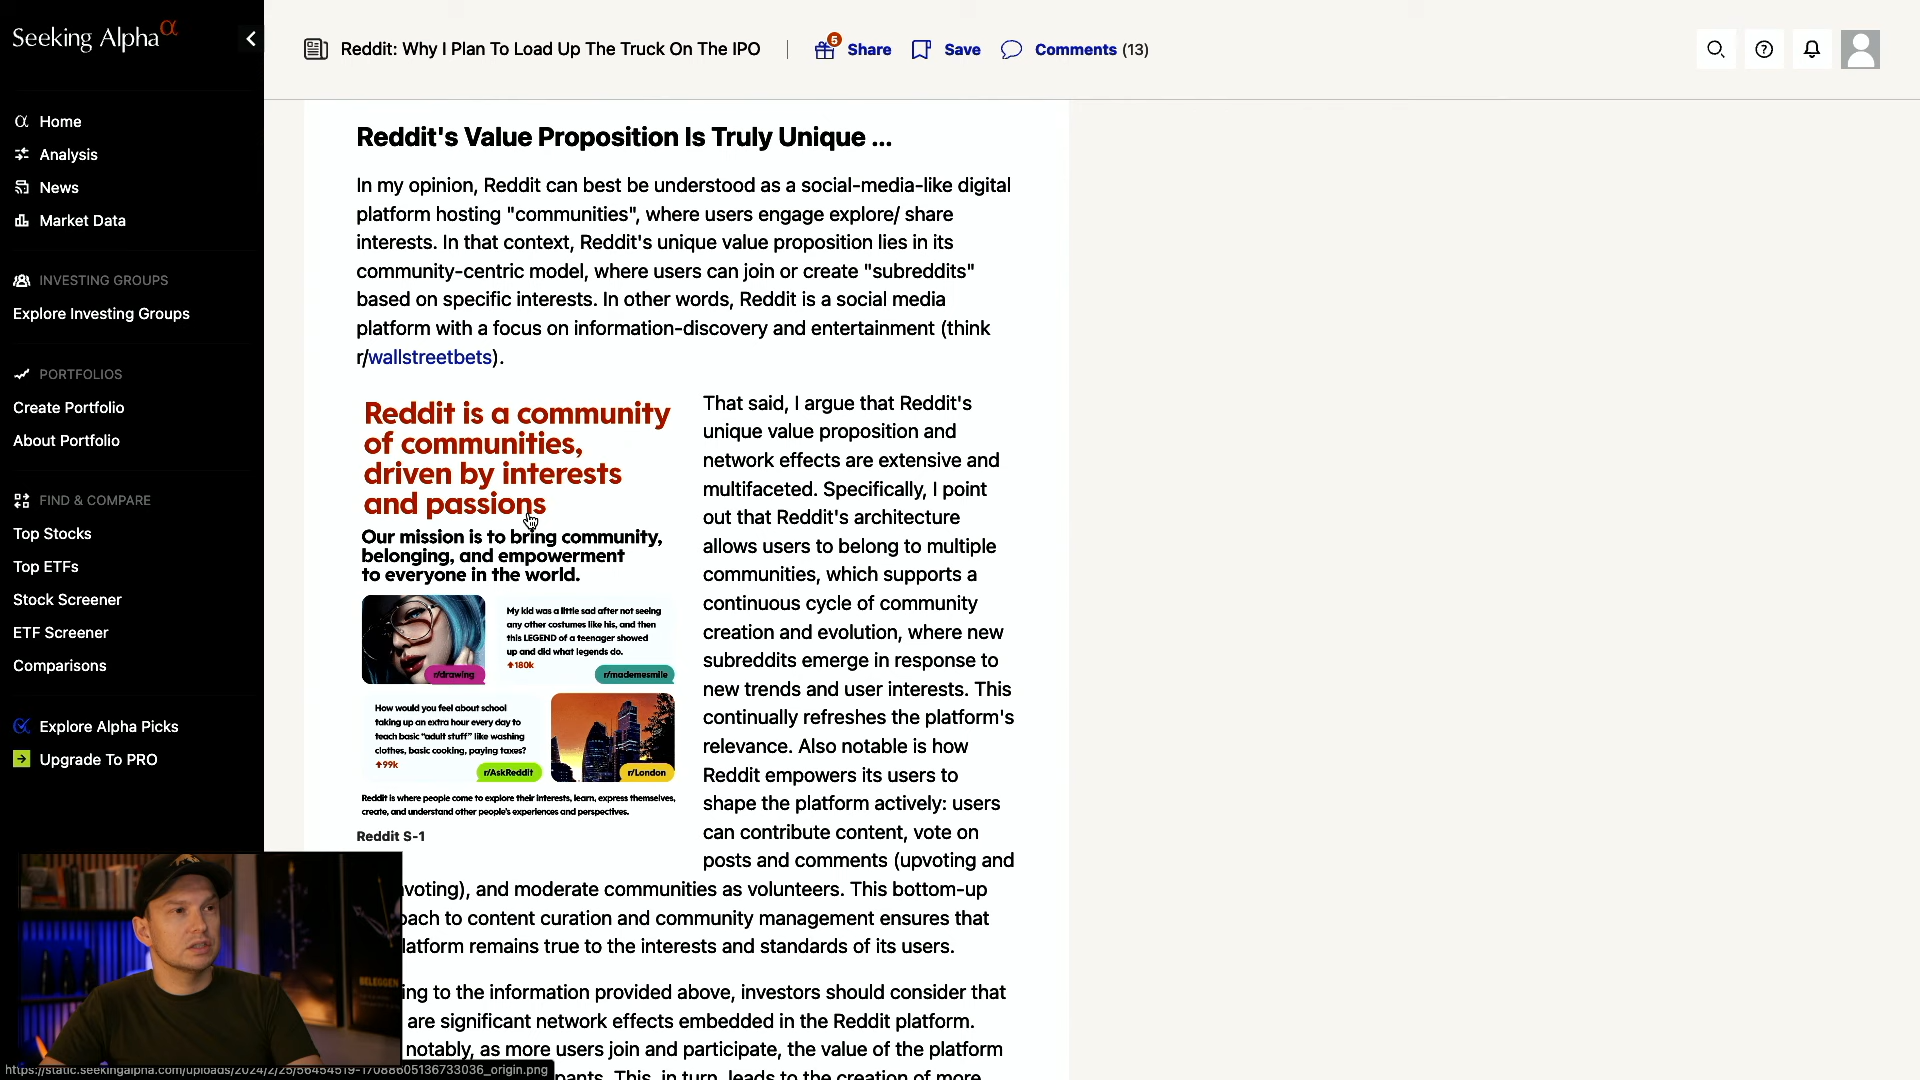 Seeking Alpha α
Reddit: Why I Plan To Load Up The Truck On The IPO
5
Share
Save
Comments (13)
Home
Analysis
News
Market Data
INVESTING GROUPS
Explore Investing Groups
PORTFOLIOS
Create Portfolio
About Portfolio
FIND & COMPARE
Top Stocks
Top ETFs
Stock Screener
ETF Screener
Comparisons
Explore Alpha Picks
Upgrade To PRO
Reddit's Value Proposition Is Truly Unique ...
In my opinion, Reddit can best be understood as a social-media-like digital
platform hosting "communities", where users engage explore/ share
interests. In that context, Reddit's unique value proposition lies in its
community-centric model, where users can join or create "subreddits"
based on specific interests. In other words, Reddit is a social media
platform with a focus on information-discovery and entertainment (think
r/wallstreetbets).
Reddit is a community
of communities,
driven by interests
and passions
Our mission is to bring community,
belonging, and empowerment
to everyone in the world.
r/drawing
My kid was a little sad after not seeing
any other costumes like his, and then
this LEGEND of a teenager showed
up and did what legends do.
180k
r/mademesmile
How would you feel about school
taking up an extra hour every day to
teach basic "adult stuff" like washing
clothes, basic cooking, paying taxes?
99k
r/AskReddit
r/London
Reddit is where people come to explore their interests, learn, express themselves,
create, and understand other people's experiences and perspectives.
Reddit S-1
That said, I argue that Reddit's
unique value proposition and
network effects are extensive and
multifaceted. Specifically, I point
out that Reddit's architecture
allows users to belong to multiple
communities, which supports a
continuous cycle of community
creation and evolution, where new
subreddits emerge in response to
new trends and user interests. This
continually refreshes the platform's
relevance. Also notable is how
Reddit empowers its users to
shape the platform actively: users
can contribute content, vote on
posts and comments (upvoting and
voting), and moderate communities as volunteers. This bottom-up
ach to content curation and community management ensures that
latform remains true to the interests and standards of its users.
ing to the information provided above, investors should consider that
are significant network effects embedded in the Reddit platform.
notably, as more users join and participate, the value of the platform
pants. This, in turn, leads to the creation of more
BELEGGEN
https://static.seekingalpha.com/uploads/2024/2/25/56454519-17088605136733036_origin.png